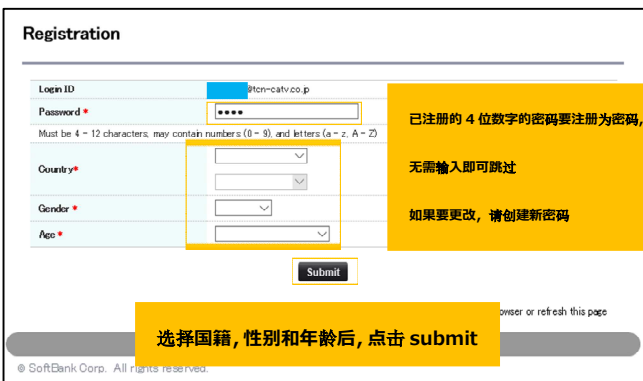 Registration
Login ID
@tcn-catv.co.jp
Password *
••••
Must be 4 - 12 characters, may contain numbers (0 - 9), and letters (a - z, A - Z)
已注册的 4 位数字的密码要注册为密码，
无需输入即可跳过
如果要更改，请创建新密码
Country*
Gender *
Age *
Submit
owser or refresh this page
选择国籍，性别和年龄后，点击 submit
© SoftBank Corp. All rights reserved.